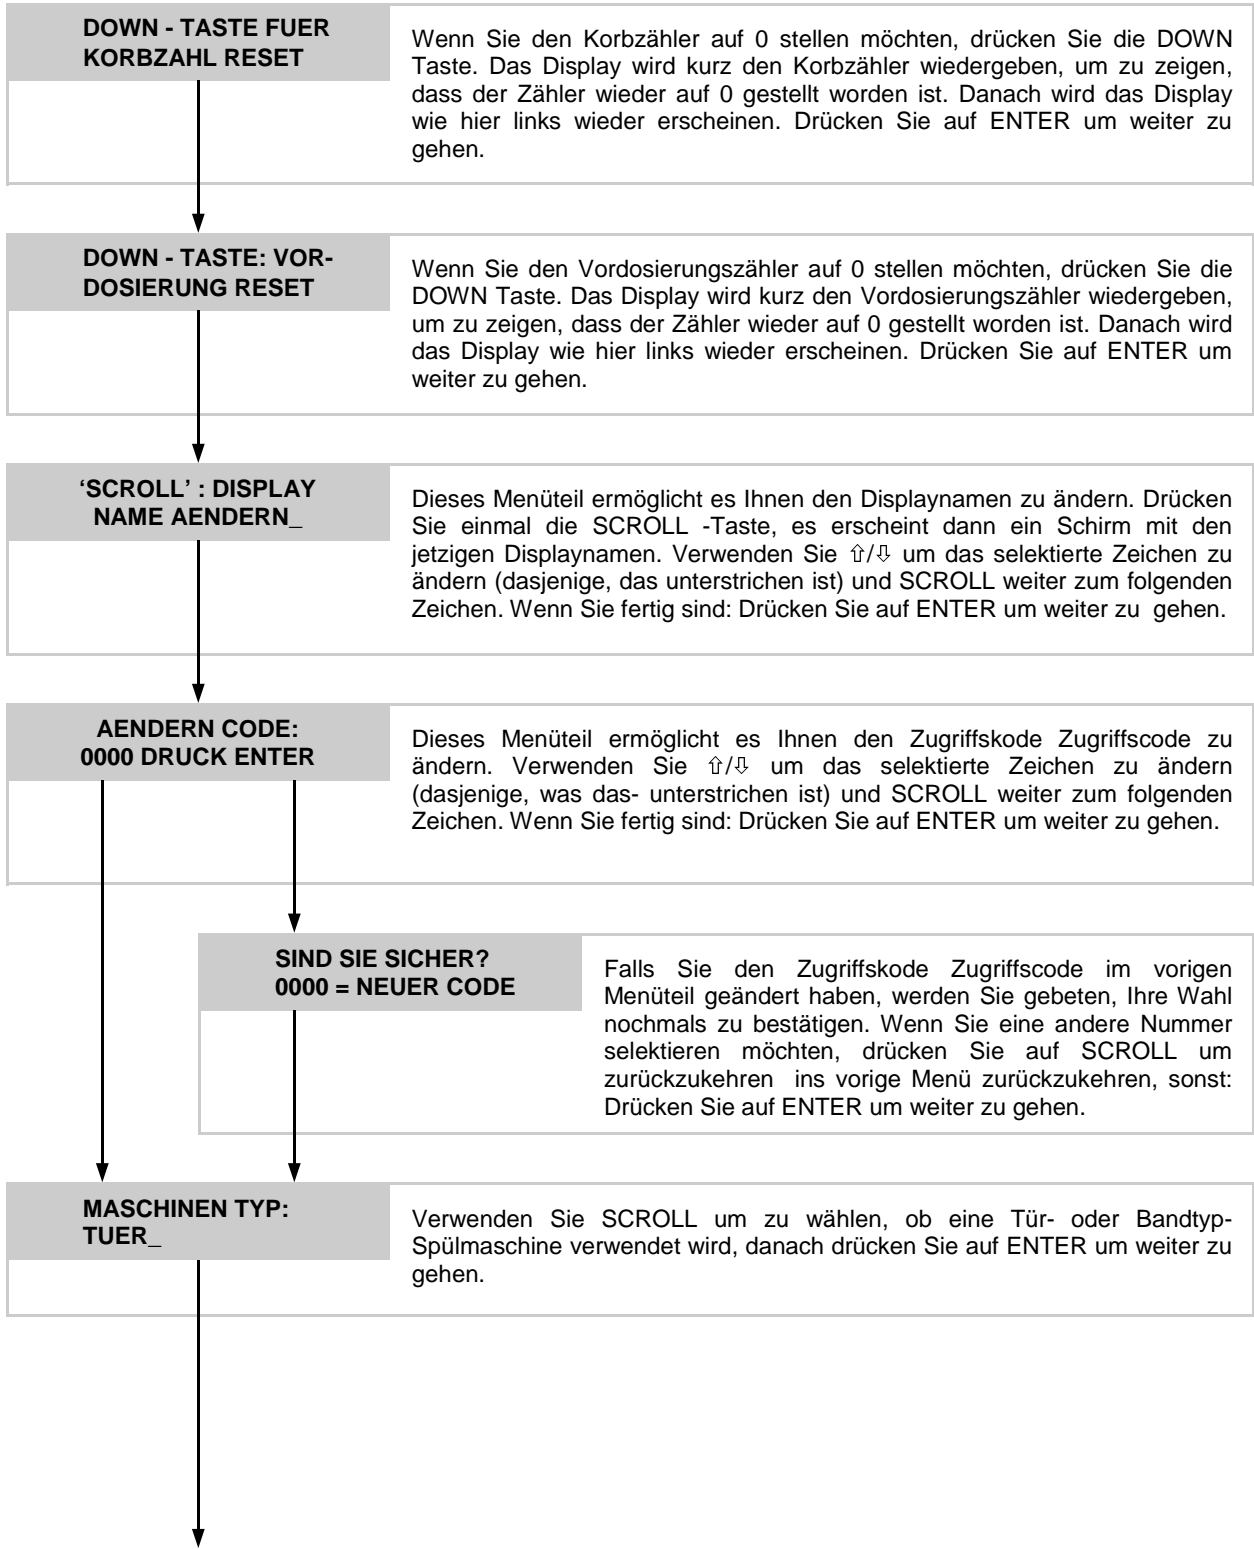 DOWN - TASTE FUER
KORBZAHL RESET
Wenn Sie den Korbzähler auf 0 stellen möchten, drücken Sie die DOWN
Taste. Das Display wird kurz den Korbzähler wiedergeben, um zu zeigen,
dass der Zähler wieder auf 0 gestellt worden ist. Danach wird das Display
wie hier links wieder erscheinen. Drücken Sie auf ENTER um weiter zu
gehen.
DOWN - TASTE: VOR-
DOSIERUNG RESET
Wenn Sie den Vordosierungszähler auf 0 stellen möchten, drücken Sie die
DOWN Taste. Das Display wird kurz den Vordosierungszähler wiedergeben,
um zu zeigen, dass der Zähler wieder auf 0 gestellt worden ist. Danach wird
das Display wie hier links wieder erscheinen. Drücken Sie auf ENTER um
weiter zu gehen.
‘SCROLL’ : DISPLAY
NAME AENDERN_
Dieses Menüteil ermöglicht es Ihnen den Displaynamen zu ändern. Drücken
Sie einmal die SCROLL -Taste, es erscheint dann ein Schirm mit den
jetzigen Displaynamen. Verwenden Sie ⇧/⇩ um das selektierte Zeichen zu
ändern (dasjenige, das unterstrichen ist) und SCROLL weiter zum folgenden
Zeichen. Wenn Sie fertig sind: Drücken Sie auf ENTER um weiter zu  gehen.
AENDERN CODE:
0000 DRUCK ENTER
Dieses Menüteil ermöglicht es Ihnen den Zugriffskode Zugriffscode zu
ändern. Verwenden Sie ⇧/⇩ um das selektierte Zeichen zu ändern
(dasjenige, was das- unterstrichen ist) und SCROLL weiter zum folgenden
Zeichen. Wenn Sie fertig sind: Drücken Sie auf ENTER um weiter zu gehen.
SIND SIE SICHER?
0000 = NEUER CODE
Falls Sie den Zugriffskode Zugriffscode im vorigen
Menüteil geändert haben, werden Sie gebeten, Ihre Wahl
nochmals zu bestätigen. Wenn Sie eine andere Nummer
selektieren möchten, drücken Sie auf SCROLL um
zurückzukehren  ins vorige Menü zurückzukehren, sonst:
Drücken Sie auf ENTER um weiter zu gehen.
MASCHINEN TYP:
TUER_
Verwenden Sie SCROLL um zu wählen, ob eine Tür- oder Bandtyp-
Spülmaschine verwendet wird, danach drücken Sie auf ENTER um weiter zu
gehen.